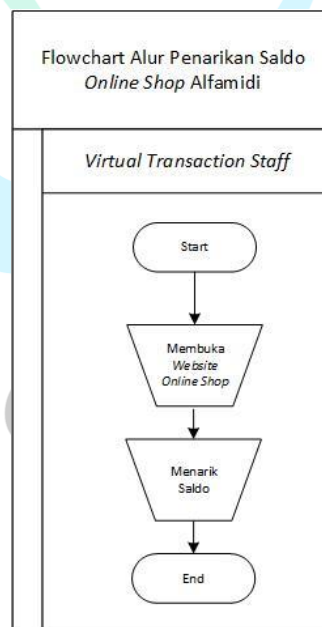 Flowchart Alur Penarikan Saldo
Online Shop Alfamidi
Virtual Transaction Staff
Start
Membuka
Website
Online Shop
Menarik
Saldo
End